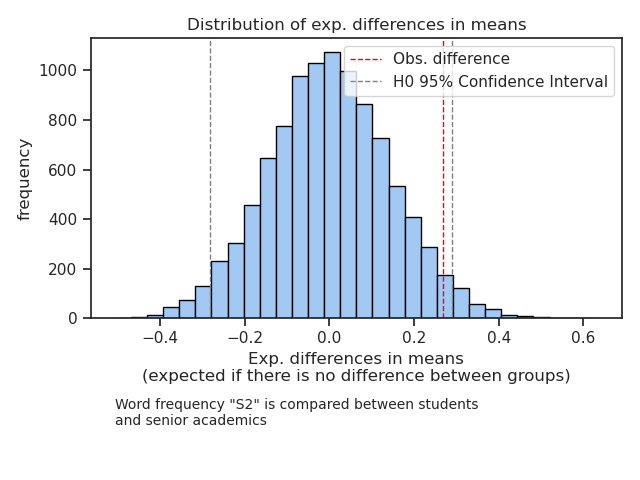 Distribution of exp. differences in means
Obs. difference
H0 95% Confidence Interval
frequency
1000
800
600
400
200
0
−0.4 −0.2 0.0 0.2 0.4 0.6
Exp. differences in means
(expected if there is no difference between groups)
Word frequency "S2" is compared between students
and senior academics